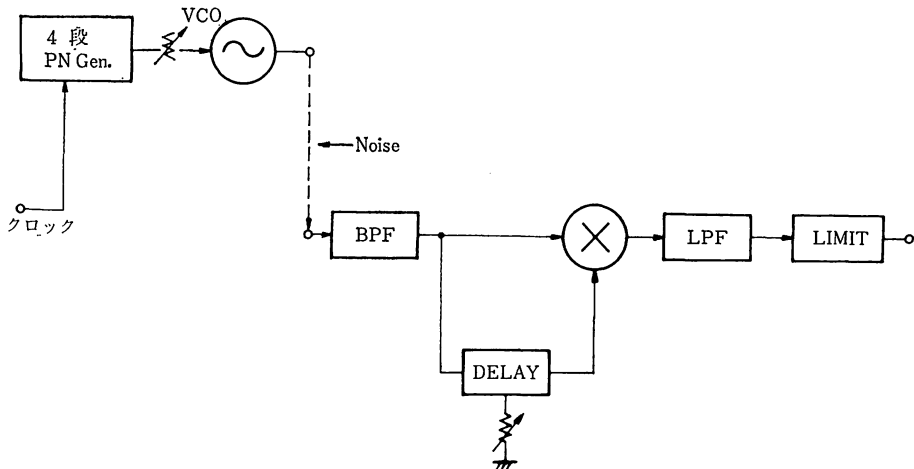 4 段
PN Gen.
VCO
Noise
クロック
BPF
LPF
LIMIT
DELAY